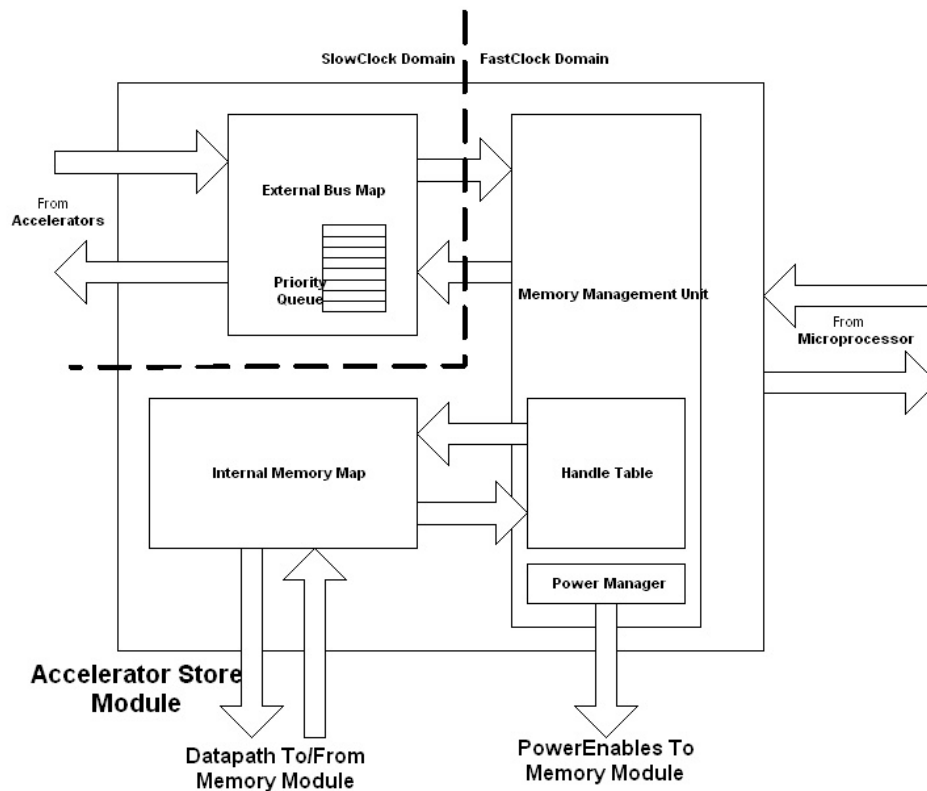 SlowClock Domain
FastClock Domain
External Bus Map
From
Accelerators
Priority
Queue
Memory Management Unit
From
Microprocessor
Internal Memory Map
Handle Table
Power Manager
Accelerator Store
Module
Datapath To/From
Memory Module
PowerEnables To
Memory Module